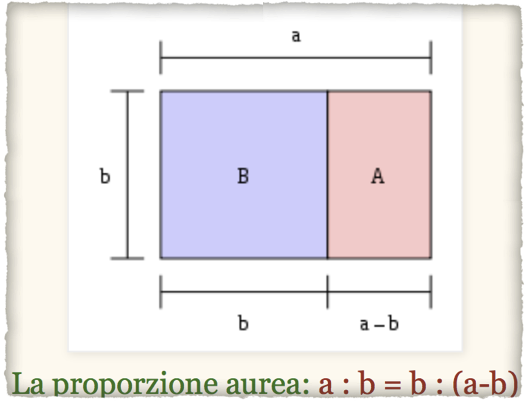 a
b
B
A
b
a – b
La proporzione aurea: a : b = b : (a-b)